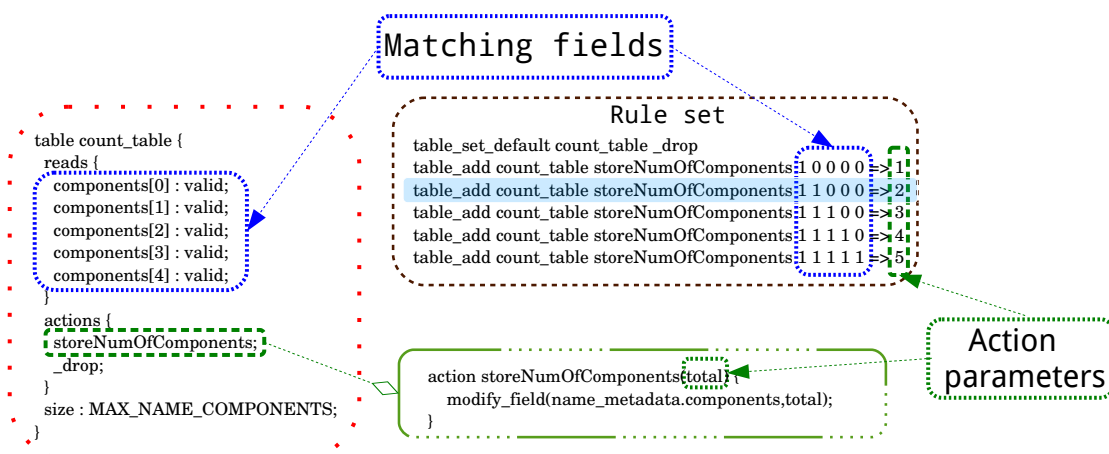 Matching fields
table count_table {
reads {
components[0] : valid;
components[1] : valid;
components[2] : valid;
components[3] : valid;
components[4] : valid;
}
actions {
storeNumOfComponents;
_drop;
}
size : MAX_NAME_COMPONENTS;
}
Rule set
table_set_default count_table _drop
table_add count_table storeNumOfComponents 1 0 0 0 0 => 1
table_add count_table storeNumOfComponents 1 1 0 0 0 => 2
table_add count_table storeNumOfComponents 1 1 1 0 0 => 3
table_add count_table storeNumOfComponents 1 1 1 1 0 => 4
table_add count_table storeNumOfComponents 1 1 1 1 1 => 5
action storeNumOfComponents(total) {
modify_field(name_metadata.components,total);
}
Action
parameters